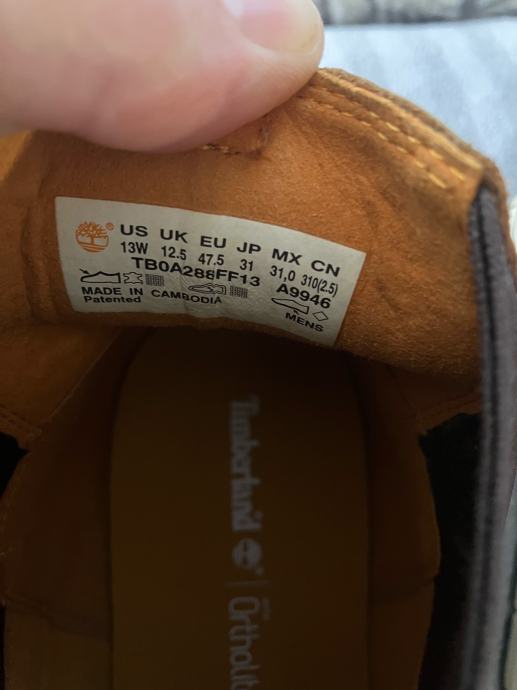 ® US UK EU JP MX CN
13W 12.5 47.5 31 31,0 310(2.5)
TB0A288FF13 A9946
MADE IN CAMBODIA
Patented
MENS
Timberland ® | Ortholit